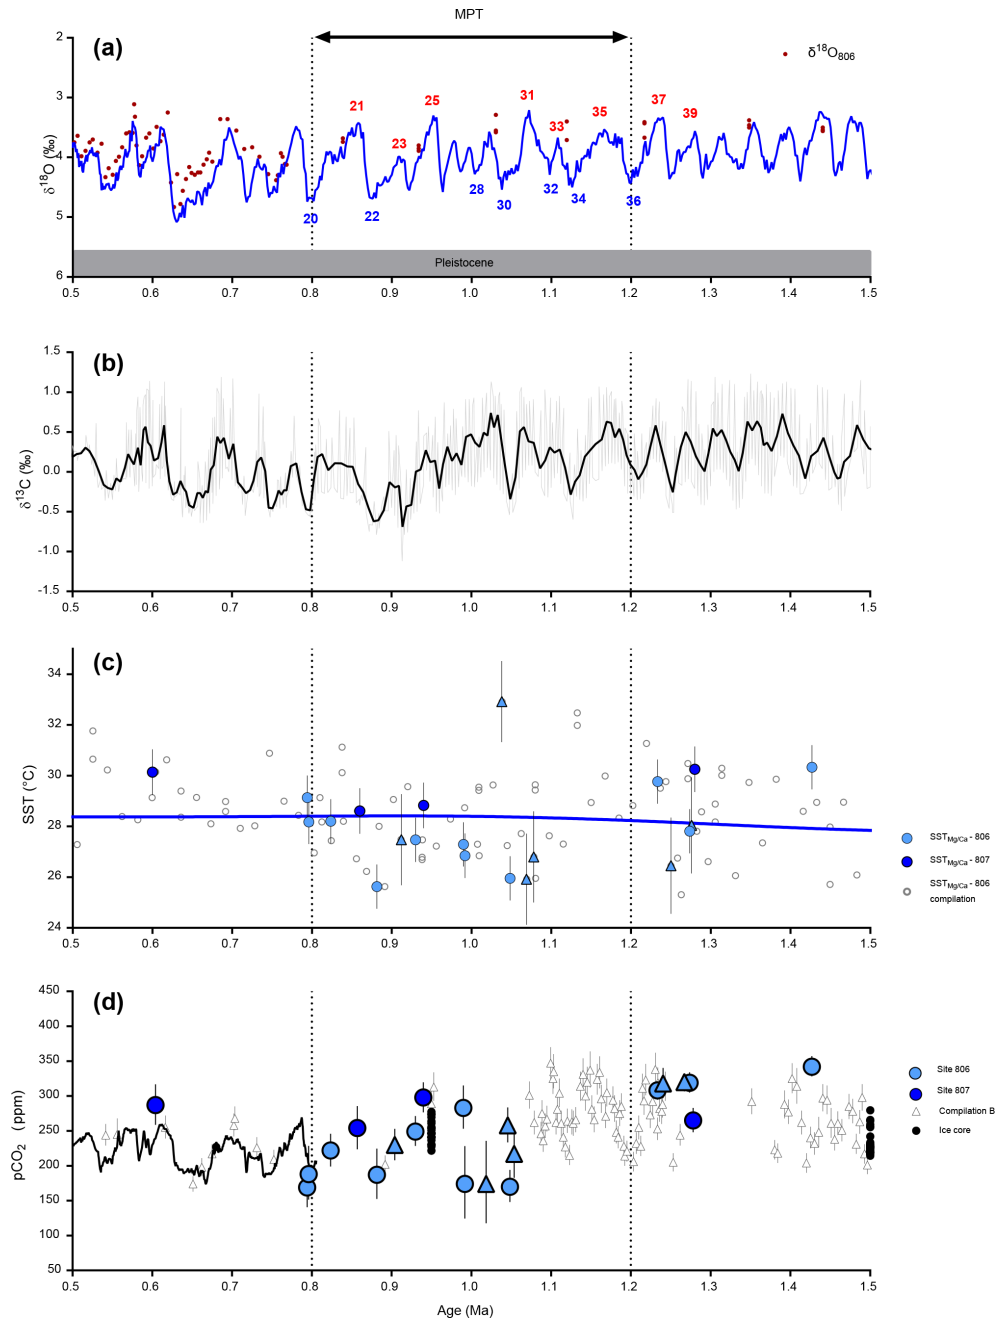 MPT
(a)
δ18O806
2
3
4
5
6
δ18O (‰)
21
25
31
37
23
33
35
39
20
22
28
30
32
34
36
Pleistocene
0.5 0.6 0.7 0.8 0.9 1.0 1.1 1.2 1.3 1.4 1.5
(b)
1.5
1.0
0.5
0.0
-0.5
-1.0
-1.5
δ13C (‰)
0.5 0.6 0.7 0.8 0.9 1.0 1.1 1.2 1.3 1.4 1.5
(c)
34
32
30
28
26
24
SST (°C)
SSTMg/Ca - 806
SSTMg/Ca - 807
SSTMg/Ca - 806
compilation
0.5 0.6 0.7 0.8 0.9 1.0 1.1 1.2 1.3 1.4 1.5
(d)
450
400
350
300
250
200
150
100
50
pCO2 (ppm)
Site 806
Site 807
Compilation B
Ice core
0.5 0.6 0.7 0.8 0.9 1.0 1.1 1.2 1.3 1.4 1.5
Age (Ma)